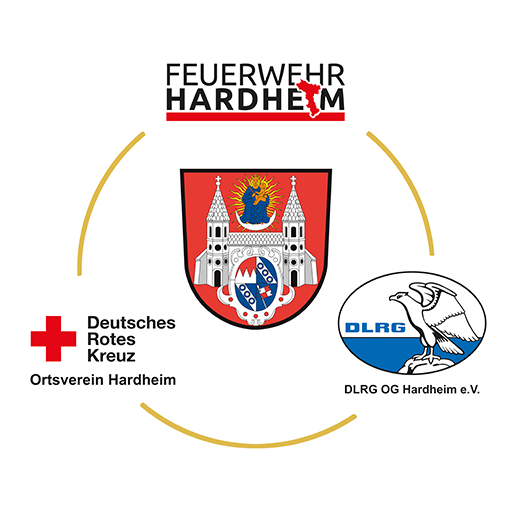 FEUERWEHR
HARDHEIM
Deutsches
Rotes
Kreuz
Ortsverein Hardheim
DLRG
DLRG OG Hardheim e.V.